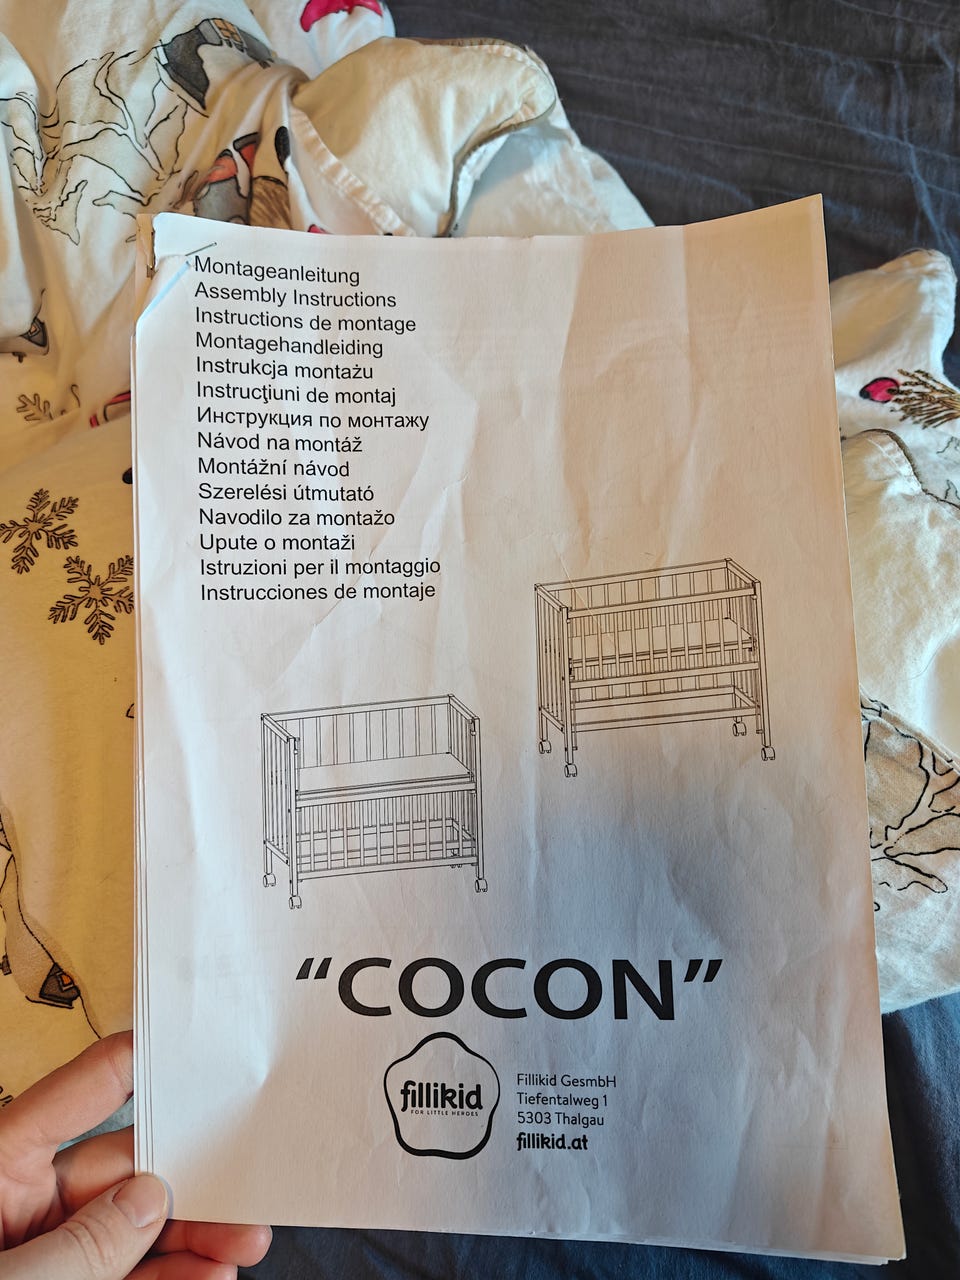 Montageanleitung
Assembly Instructions
Instructions de montage
Montagehandleiding
Instrukcja montażu
Instrucţiuni de montaj
Инструкция по монтажу
Návod na montáž
Montážní návod
Szerelési útmutató
Navodilo za montažo
Upute o montaži
Istruzioni per il montaggio
Instrucciones de montaje
“COCON”
fillikid
FOR LITTLE HEROES
Fillikid GesmbH
Tiefentalweg 1
5303 Thalgau
fillikid.at